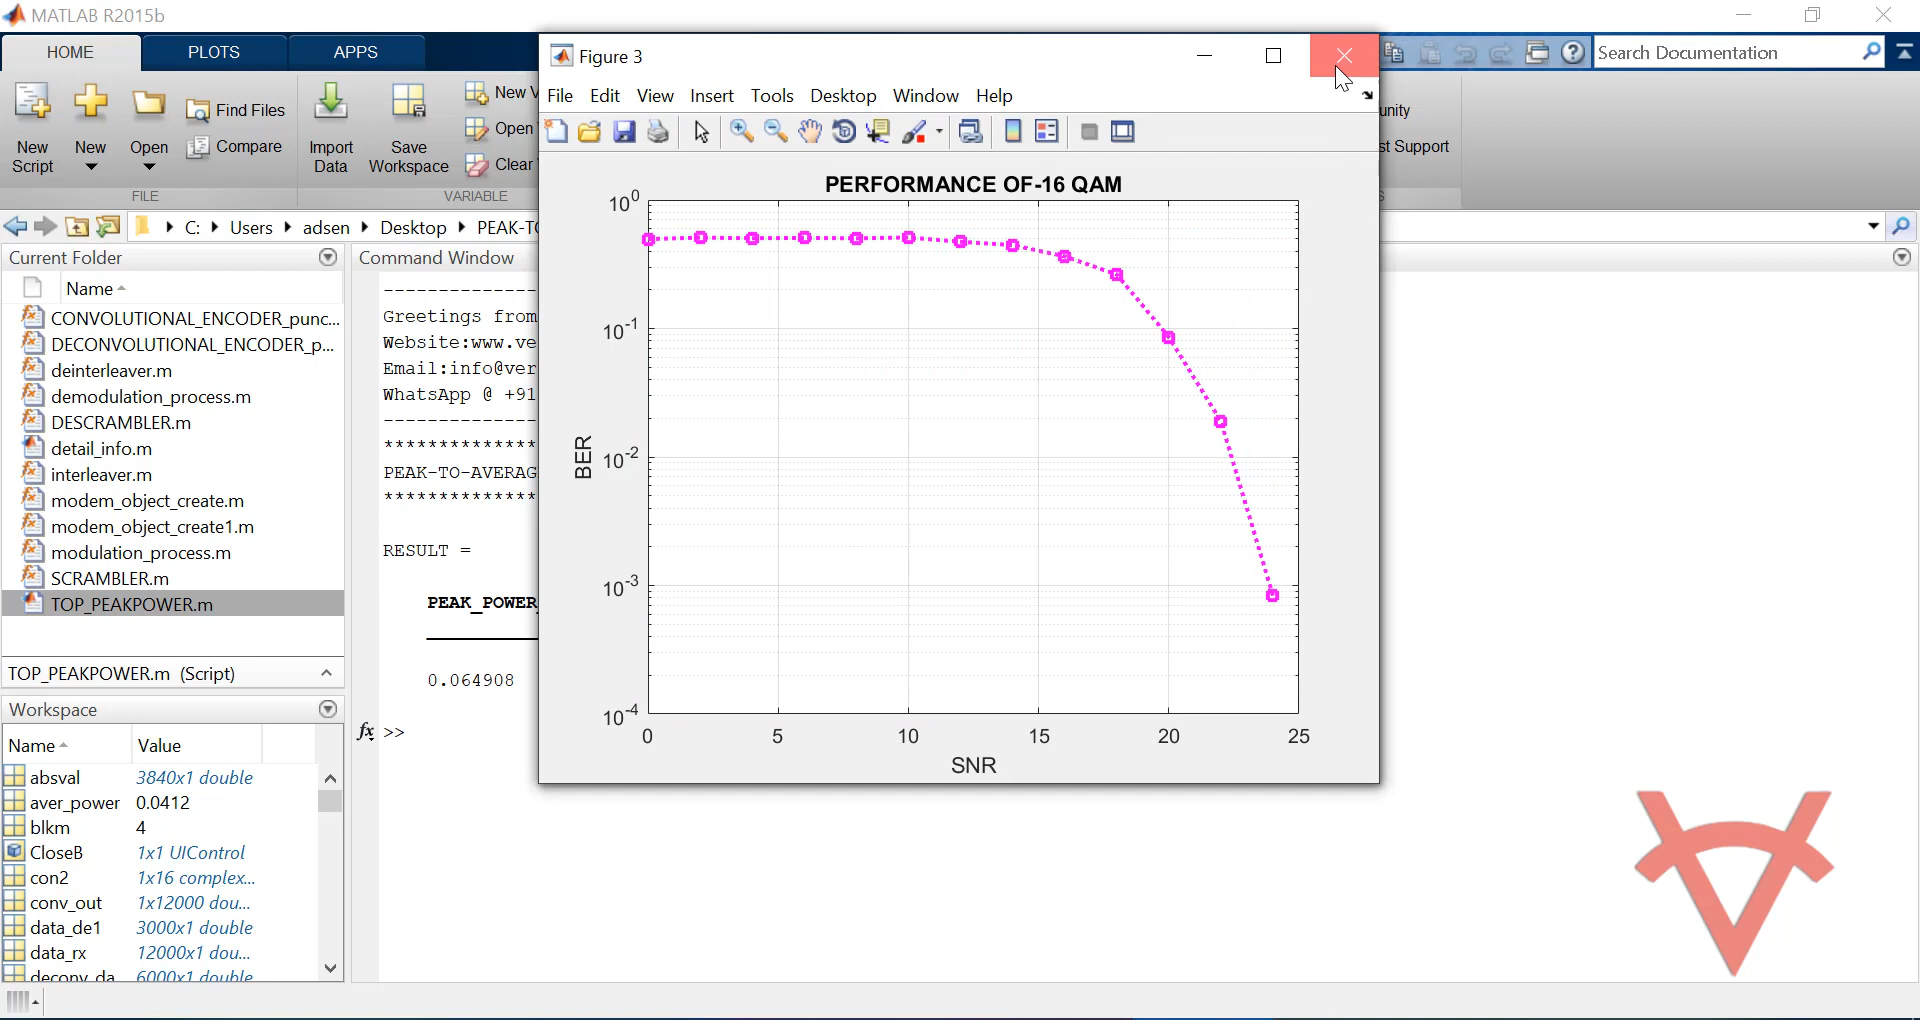 MATLAB R2015b
HOME
PLOTS
APPS
Search Documentation
New Script
New
Open
Find Files
Compare
Import Data
Save Workspace
New V
Open
Clear
unity
st Support
FILE
VARIABLE
C: Users adsen Desktop PEAK-TO
Current Folder
Name
CONVOLUTIONAL_ENCODER_punc...
DECONVOLUTIONAL_ENCODER_p...
deinterleaver.m
demodulation_process.m
DESCRAMBLER.m
detail_info.m
interleaver.m
modem_object_create.m
modem_object_create1.m
modulation_process.m
SCRAMBLER.m
TOP_PEAKPOWER.m
TOP_PEAKPOWER.m (Script)
Workspace
Name Value
absval 3840x1 double
aver_power 0.0412
blkm 4
CloseB 1x1 UIControl
con2 1x16 complex...
conv_out 1x12000 dou...
data_de1 3000x1 double
data_rx 12000x1 dou...
deconv_da 6000x1 double
Command Window
--------------
Greetings from
Website:www.ve
Email:info@ver
WhatsApp @ +91
--------------
**************
PEAK-TO-AVERAG
**************
RESULT =
PEAK_POWER
0.064908
fx >>
Figure 3
File Edit View Insert Tools Desktop Window Help
PERFORMANCE OF-16 QAM
10^0
10^-1
10^-2
10^-3
10^-4
BER
0 5 10 15 20 25
SNR